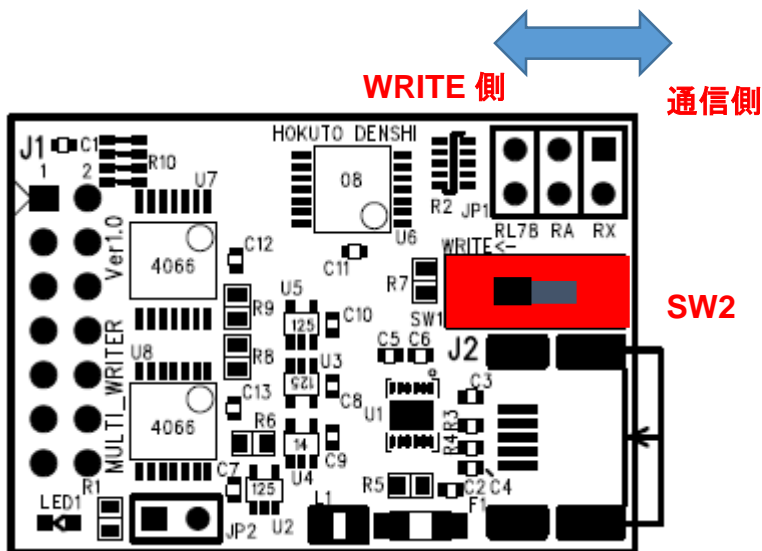 WRITE 側
通信側
HOKUTO DENSHI
J1
C1
1
2
R10
U7
08
R2
JP1
U6
RL7B
RA
RX
Ver1.0
4066
C12
C11
WRITE<-
R7
SW1
SW2
U5
R9
125
C10
C5
C6
J2
U8
R8
U3
125
C8
U1
C3
MULTI_WRITER
C13
4066
R6
14
C9
R3
R4
U4
C7
R1
125
R5
C2
C4
LED1
JP2
U2
L1
F1